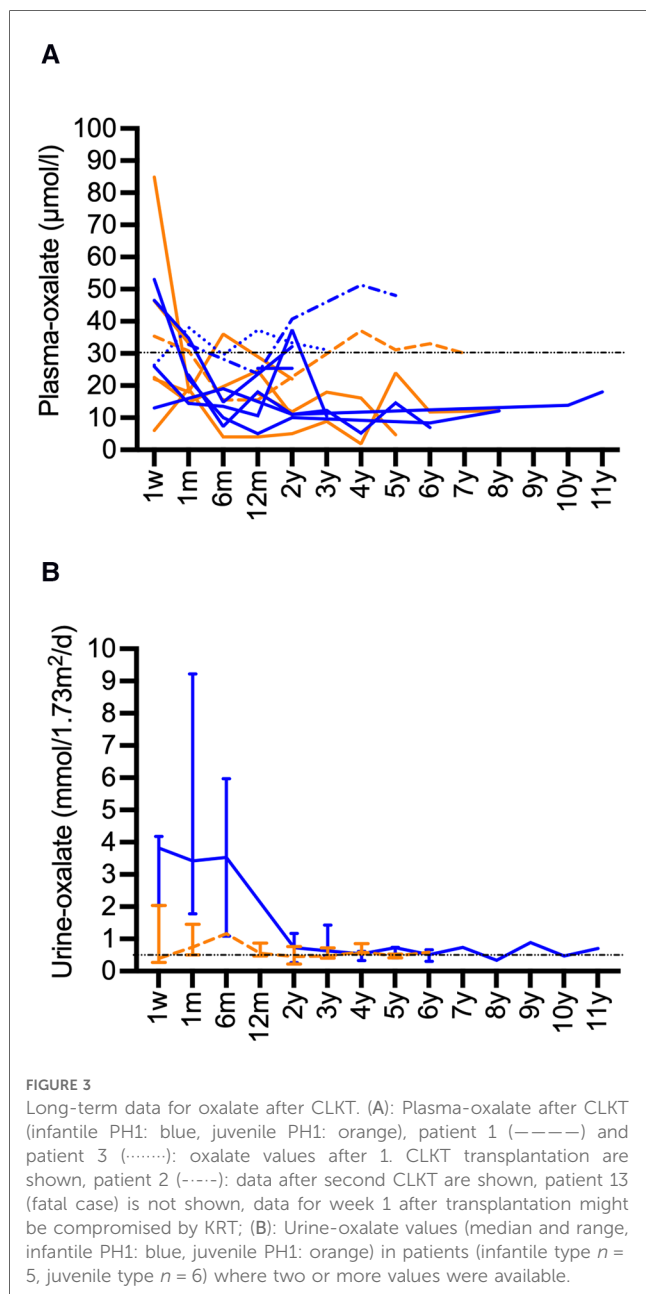 A
Plasma-oxalate (µmol/l)
100
90
80
70
60
50
40
30
20
10
0
1w 1m 6m 12m 2y 3y 4y 5y 6y 7y 8y 9y 10y 11y
B
Urine-oxalate (mmol/1.73m²/d)
10
9
8
7
6
5
4
3
2
1
0
1w 1m 6m 12m 2y 3y 4y 5y 6y 7y 8y 9y 10y 11y
FIGURE 3
Long-term data for oxalate after CLKT. (A): Plasma-oxalate after CLKT
(infantile PH1: blue, juvenile PH1: orange), patient 1 (————) and
patient 3 (········): oxalate values after 1. CLKT transplantation are
shown, patient 2 (-·-·-): data after second CLKT are shown, patient 13
(fatal case) is not shown, data for week 1 after transplantation might
be compromised by KRT; (B): Urine-oxalate values (median and range,
infantile PH1: blue, juvenile PH1: orange) in patients (infantile type n =
5, juvenile type n = 6) where two or more values were available.